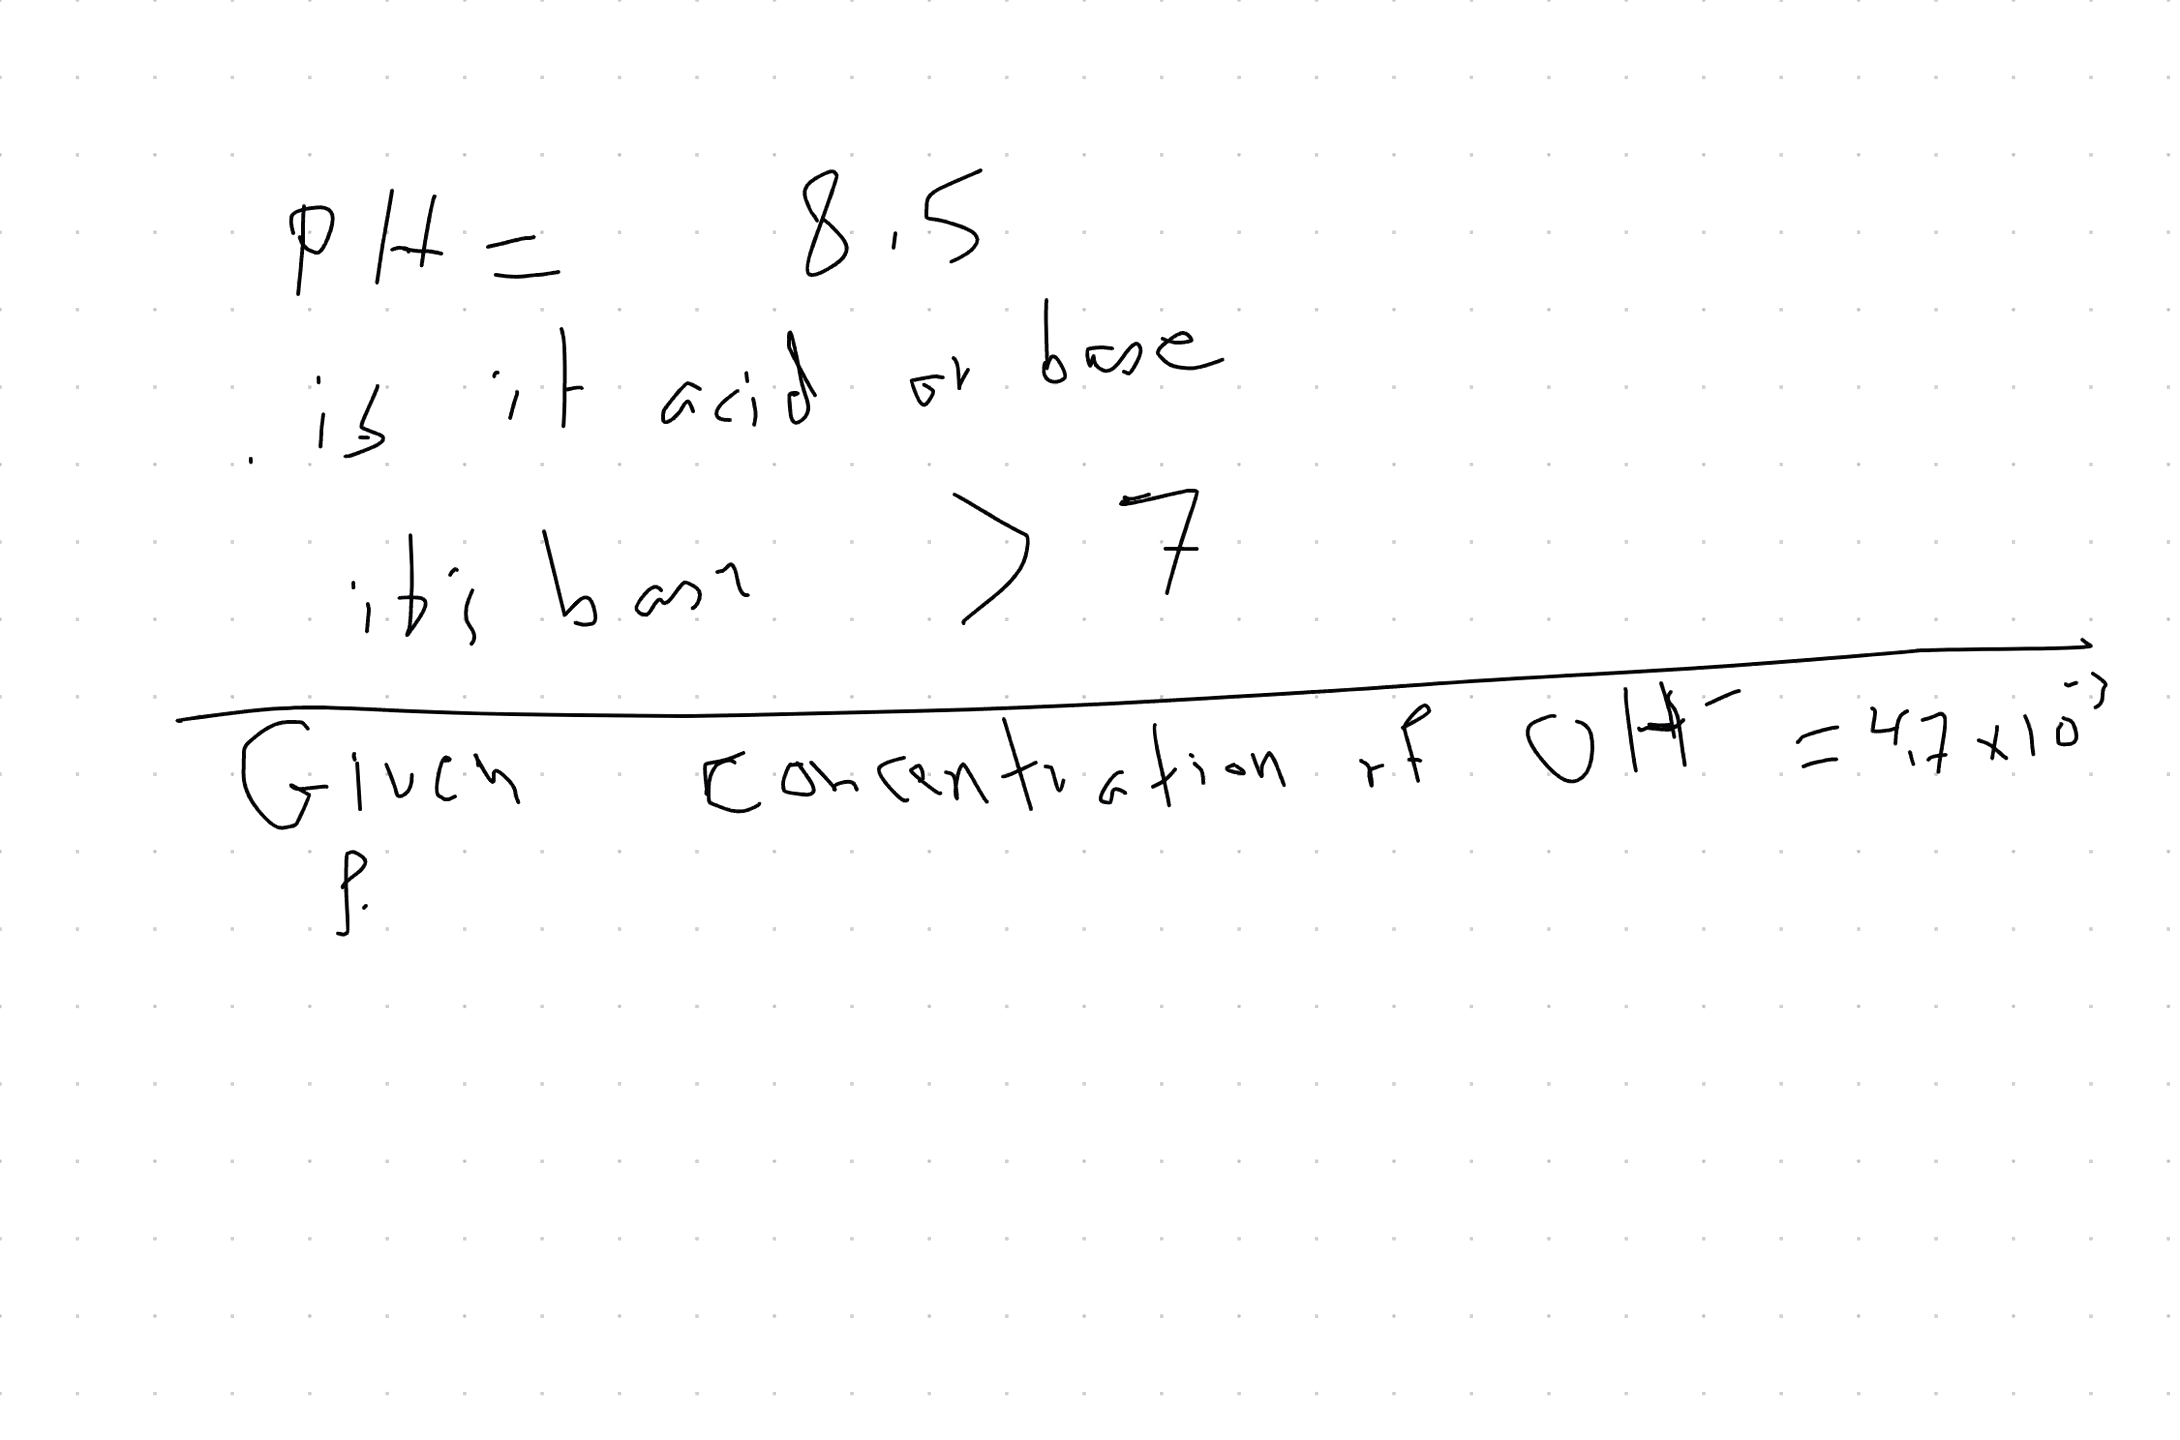 pH = 8.5
is it acid or base
it's base > 7
Given concentration of OH⁻ = 4.7 x 10⁻³
p.